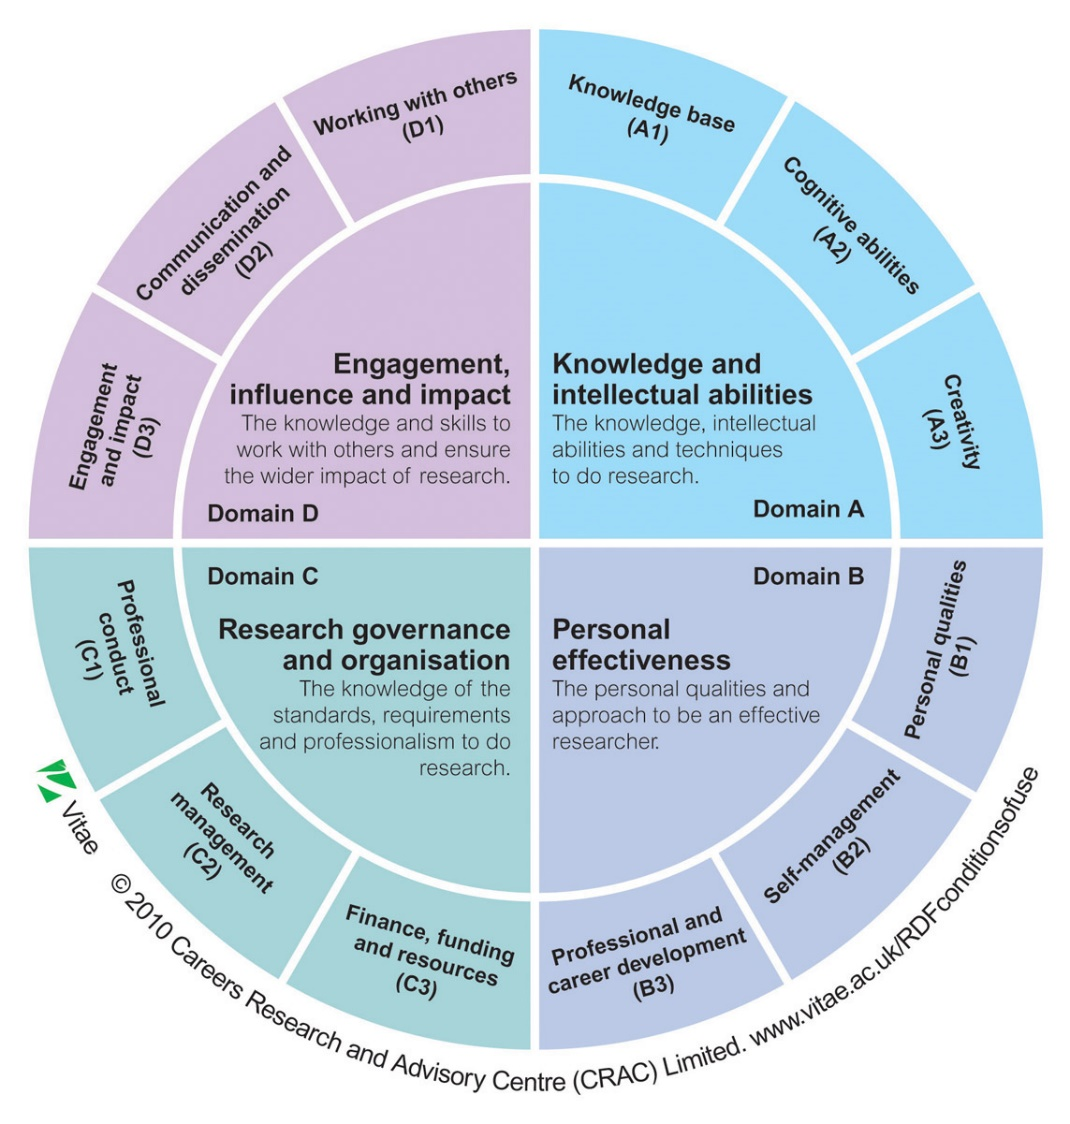 Working with others
(D1)
Communication and
dissemination
(D2)
Engagement
and impact
(D3)
Engagement,
influence and impact
The knowledge and skills to
work with others and ensure
the wider impact of research.
Domain D
Knowledge base
(A1)
Cognitive abilities
(A2)
Creativity
(A3)
Knowledge and
intellectual abilities
The knowledge, intellectual
abilities and techniques
to do research.
Domain A
Domain B
Personal
effectiveness
The personal qualities and
approach to be an effective
researcher.
Personal qualities
(B1)
Self-management
(B2)
Professional and
career development
(B3)
Domain C
Research governance
and organisation
The knowledge of the
standards, requirements
and professionalism to do
research.
Professional
conduct
(C1)
Research
management
(C2)
Finance, funding
and resources
(C3)
Vitae
© 2010 Careers Research and Advisory Centre (CRAC) Limited. www.vitae.ac.uk/RDFconditionsofuse